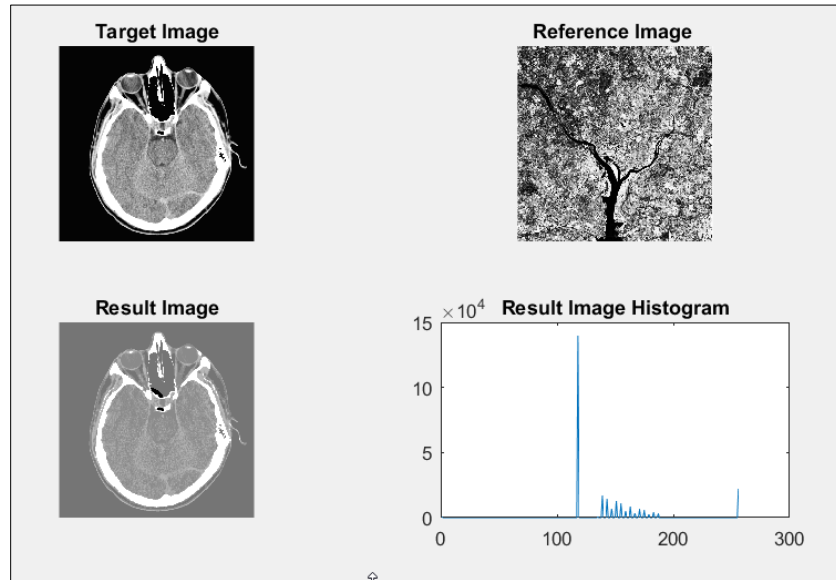 Target Image
Reference Image
Result Image
Result Image Histogram
×10^4
15
10
5
0
0 100 200 300